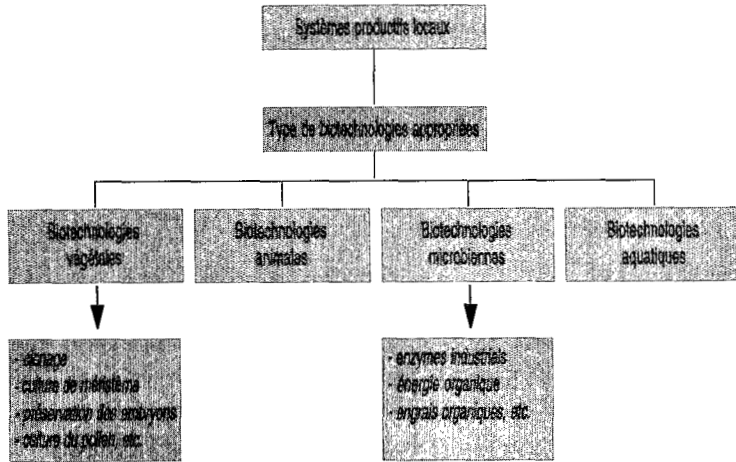 Systèmes productifs locaux
Type de biotechnologies appropriées
Biotechnologies
végétales
Biotechnologies
animales
Biotechnologies
microbiennes
Biotechnologies
aquatiques
- clonage
- culture de méristème
- préservation des embryons
- culture du pollen, etc.
- enzymes industriels
- énergie organique
- engrais organiques, etc.